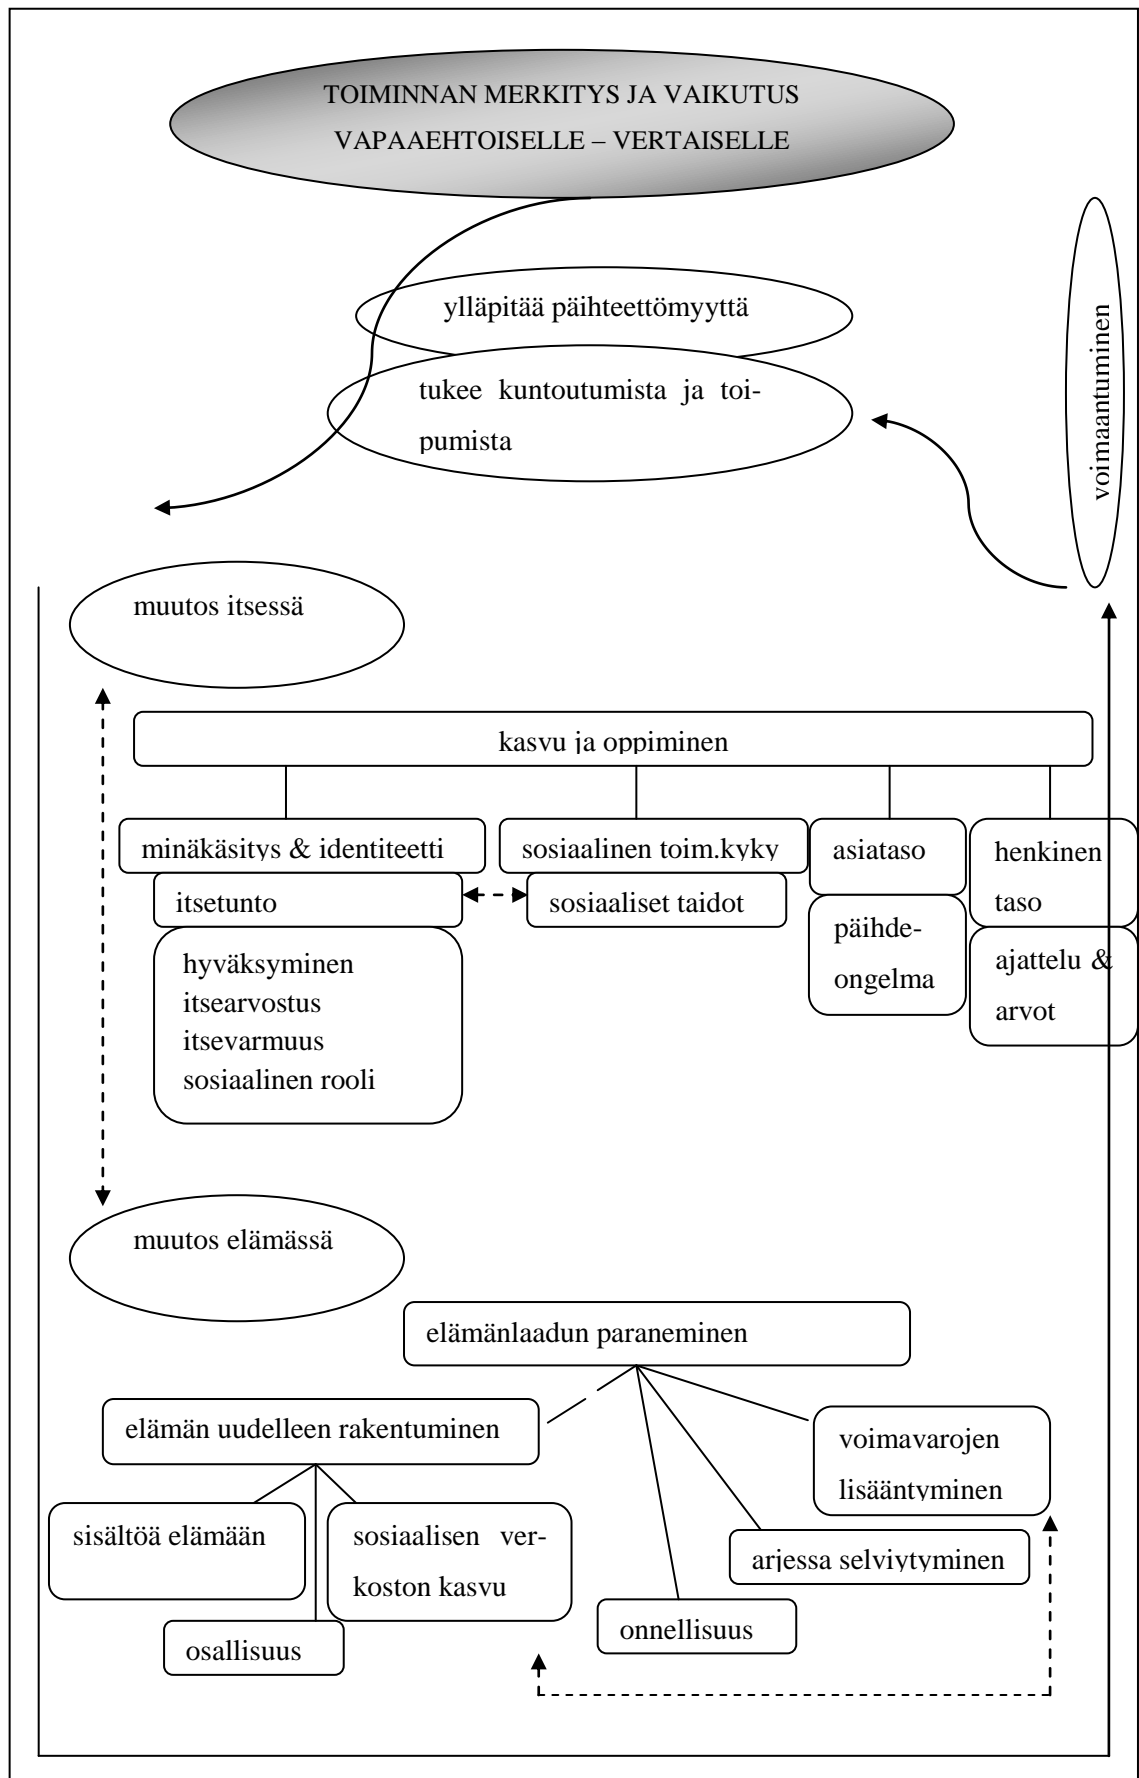 TOIMINNAN MERKITYS JA VAIKUTUS
VAPAAEHTOISELLE – VERTAISELLE
ylläpitää päihteettömyyttä
tukee kuntoutumista ja toi-
pumista
voimaantuminen
muutos itsessä
kasvu ja oppiminen
minäkäsitys & identiteetti
itsetunto
hyväksyminen
itsearvostus
itsevarmuus
sosiaalinen rooli
sosiaalinen toim.kyky
sosiaaliset taidot
asiataso
päihde-
ongelma
henkinen
taso
ajattelu &
arvot
muutos elämässä
elämänlaadun paraneminen
elämän uudelleen rakentuminen
sisältöä elämään
osallisuus
sosiaalisen ver-
koston kasvu
onnellisuus
arjessa selviytyminen
voimavarojen
lisääntyminen